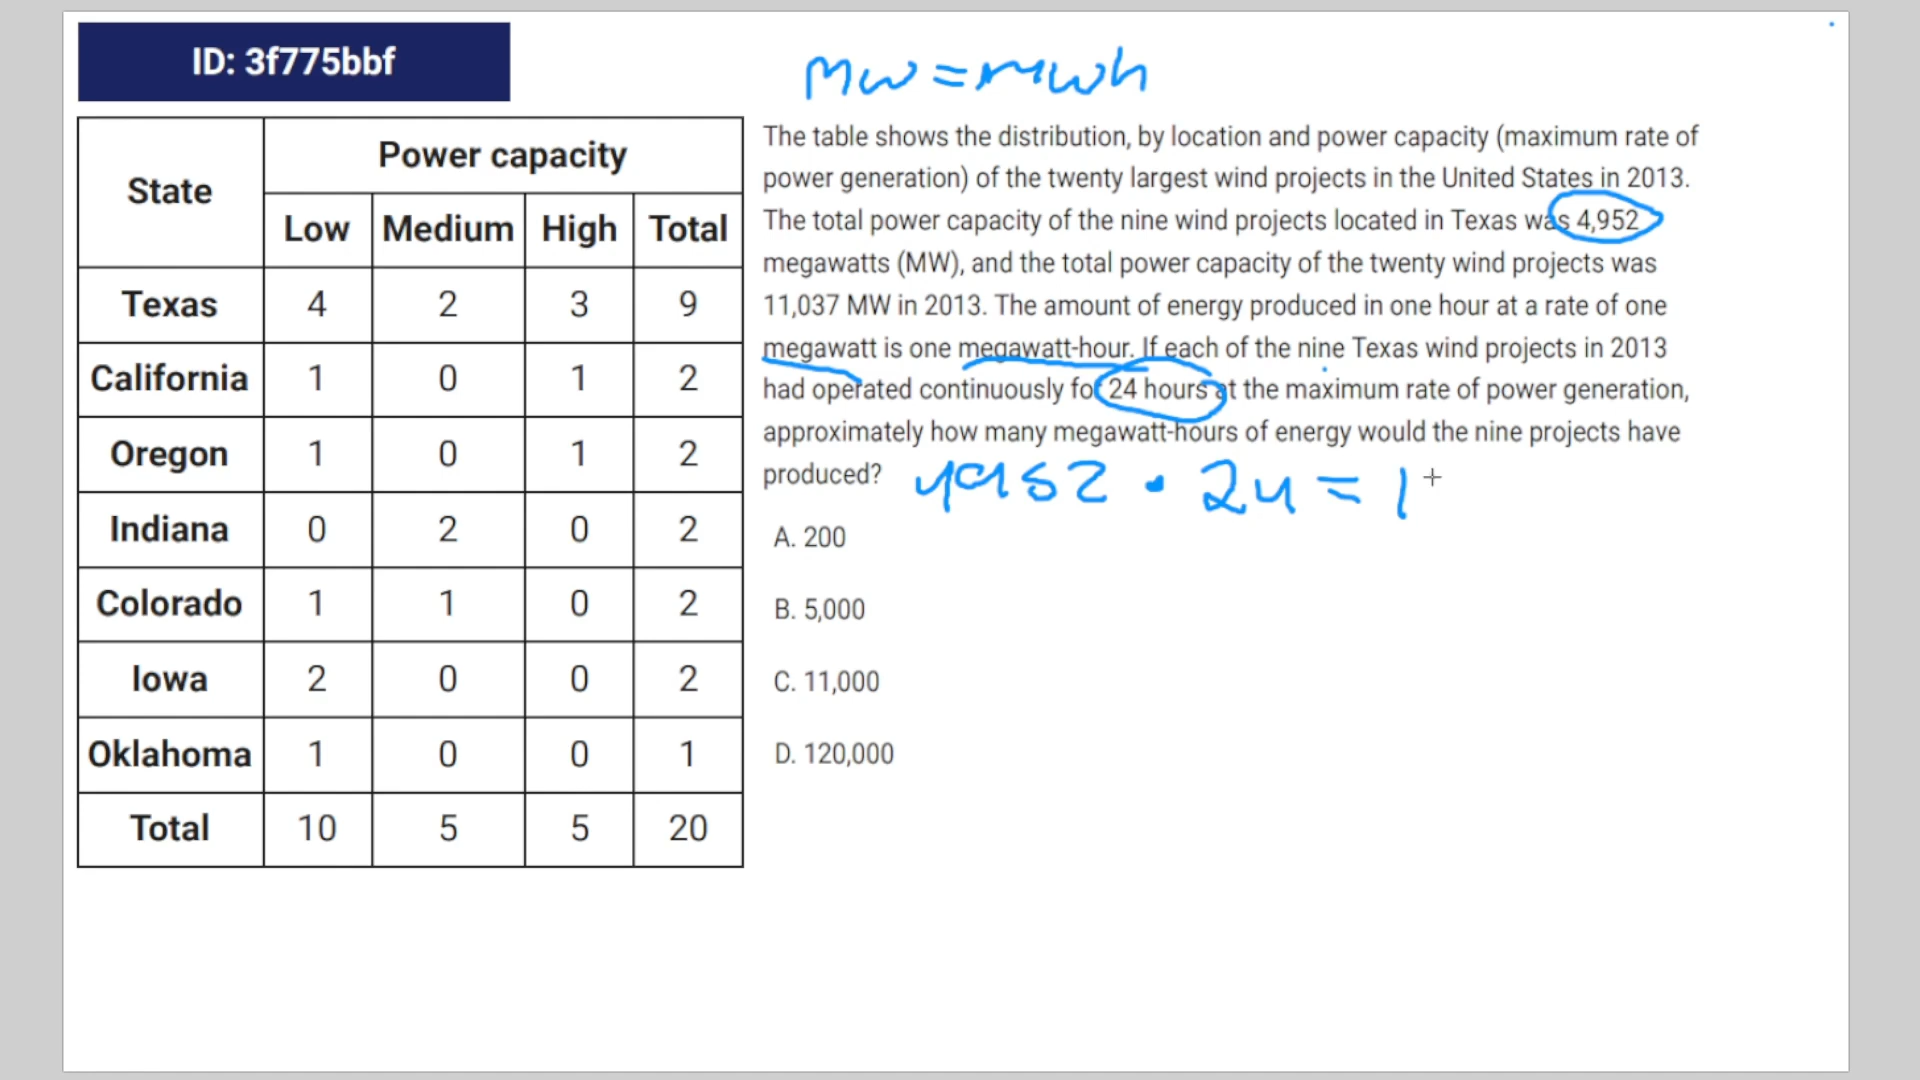 ID: 3f775bbf
MW = MWh
State Power capacity
Low Medium High Total
Texas 4 2 3 9
California 1 0 1 2
Oregon 1 0 1 2
Indiana 0 2 0 2
Colorado 1 1 0 2
Iowa 2 0 0 2
Oklahoma 1 0 0 1
Total 10 5 5 20
The table shows the distribution, by location and power capacity (maximum rate of
power generation) of the twenty largest wind projects in the United States in 2013.
The total power capacity of the nine wind projects located in Texas was 4,952
megawatts (MW), and the total power capacity of the twenty wind projects was
11,037 MW in 2013. The amount of energy produced in one hour at a rate of one
megawatt is one megawatt-hour. If each of the nine Texas wind projects in 2013
had operated continuously for 24 hours at the maximum rate of power generation,
approximately how many megawatt-hours of energy would the nine projects have
produced? 4952 · 24 = 1
A. 200
B. 5,000
C. 11,000
D. 120,000